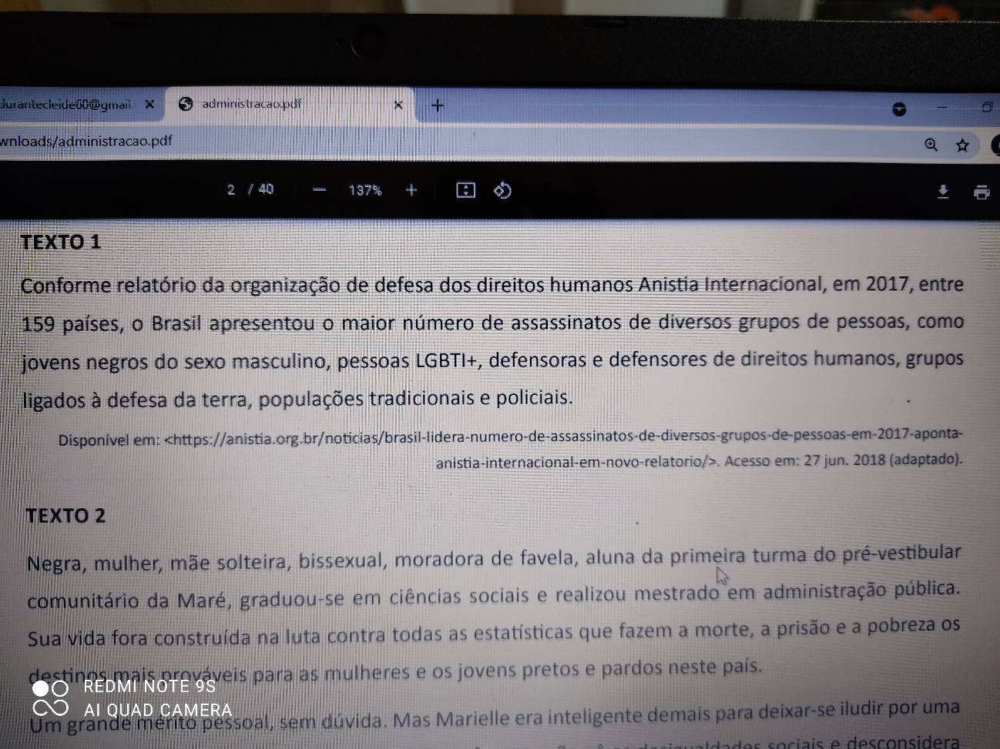 durantecleide60@gmail.
administracao.pdf
wnloads/administracao.pdf
2 / 40
137%
TEXTO 1
Conforme relatório da organização de defesa dos direitos humanos Anistia Internacional, em 2017, entre
159 países, o Brasil apresentou o maior número de assassinatos de diversos grupos de pessoas, como
jovens negros do sexo masculino, pessoas LGBTI+, defensoras e defensores de direitos humanos, grupos
ligados à defesa da terra, populações tradicionais e policiais.
Disponível em: <https://anistia.org.br/noticias/brasil-lidera-numero-de-assassinatos-de-diversos-grupos-de-pessoas-em-2017-aponta-
anistia-internacional-em-novo-relatorio/>. Acesso em: 27 jun. 2018 (adaptado).
TEXTO 2
Negra, mulher, mãe solteira, bissexual, moradora de favela, aluna da primeira turma do pré-vestibular
comunitário da Maré, graduou-se em ciências sociais e realizou mestrado em administração pública.
Sua vida fora construída na luta contra todas as estatísticas que fazem a morte, a prisão e a pobreza os
destinos mais prováveis para as mulheres e os jovens pretos e pardos neste país.
REDMI NOTE 9S
AI QUAD CAMERA
Um grande mérito pessoal, sem dúvida. Mas Marielle era inteligente demais para deixar-se iludir por uma
desigualdades sociais e desconsidera